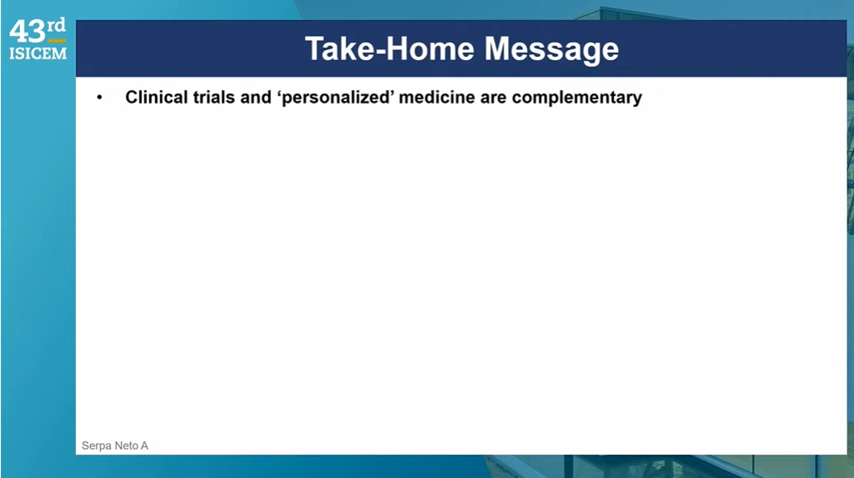 43rd
ISICEM
Take-Home Message
• Clinical trials and ‘personalized’ medicine are complementary
Serpa Neto A